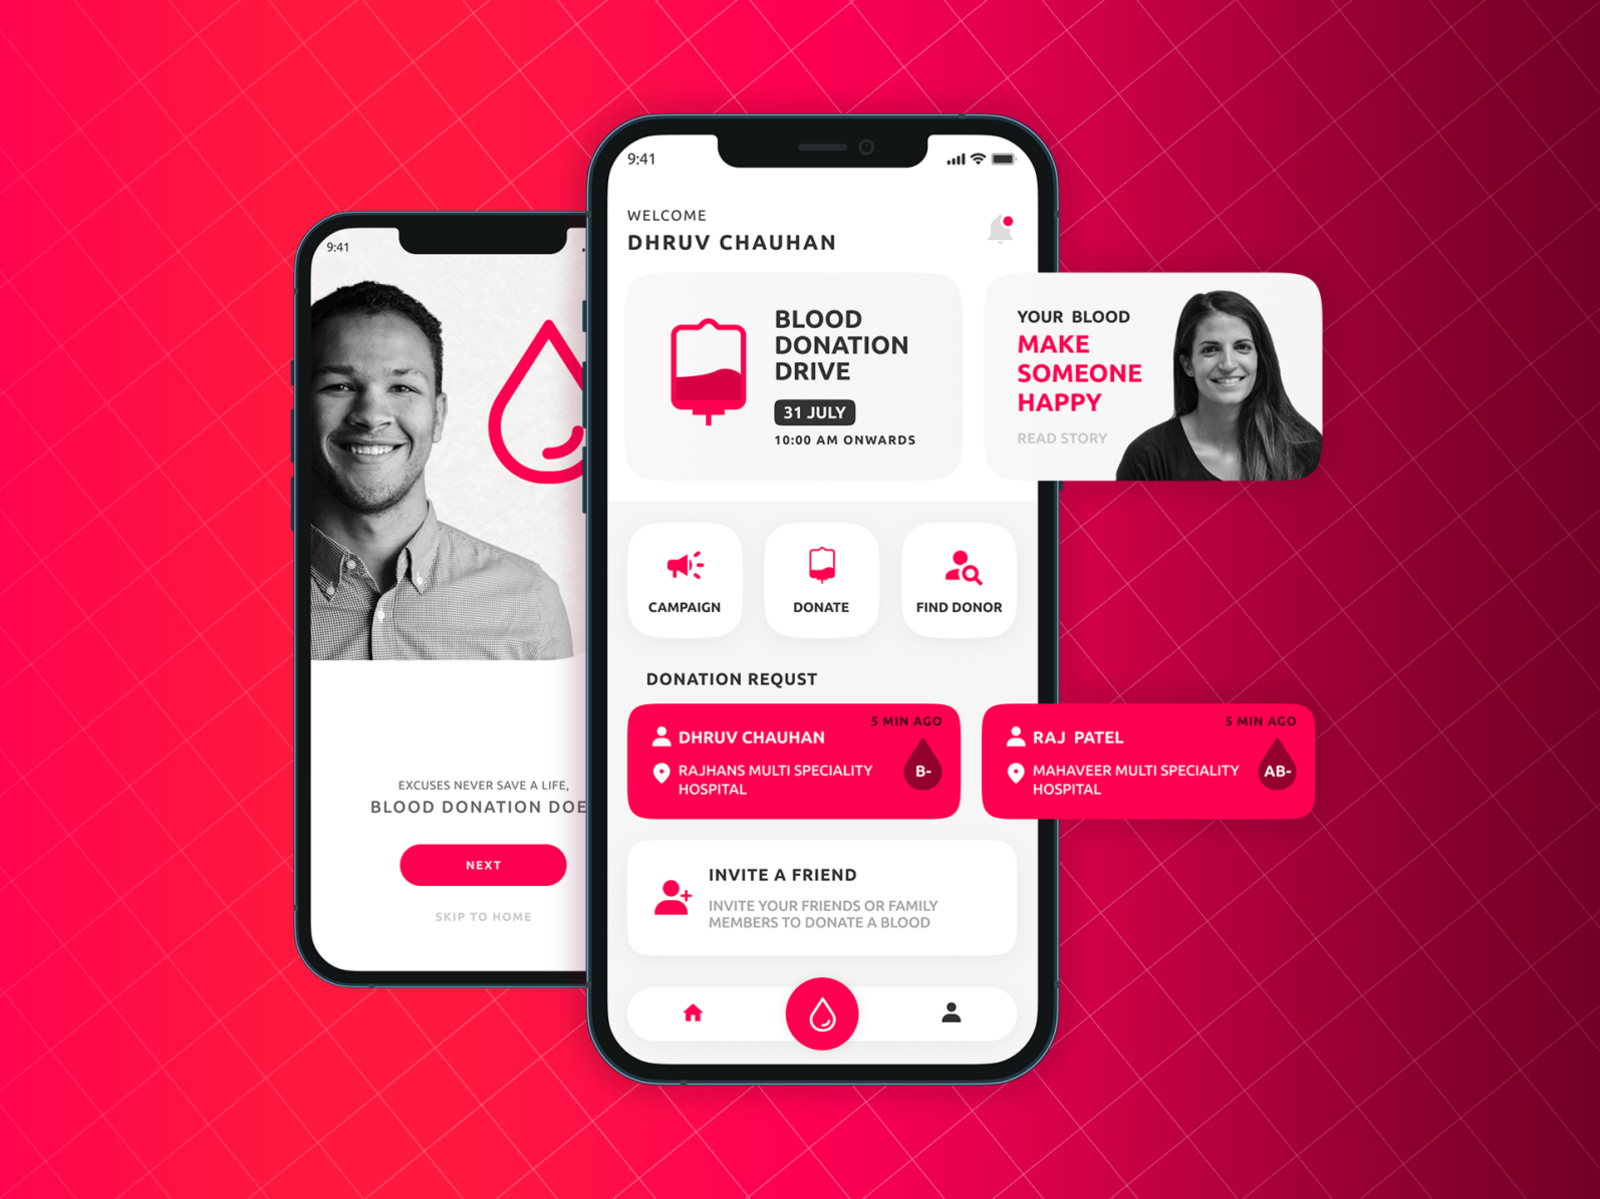 9:41
EXCUSES NEVER SAVE A LIFE,
BLOOD DONATION DOE
NEXT
SKIP TO HOME
9:41
WELCOME
DHRUV CHAUHAN
BLOOD
DONATION
DRIVE
31 JULY
10:00 AM ONWARDS
YOUR BLOOD
MAKE
SOMEONE
HAPPY
READ STORY
CAMPAIGN
DONATE
FIND DONOR
DONATION REQUST
5 MIN AGO
DHRUV CHAUHAN
RAJHANS MULTI SPECIALITY
HOSPITAL
B-
5 MIN AGO
RAJ PATEL
MAHAVEER MULTI SPECIALITY
HOSPITAL
AB-
INVITE A FRIEND
INVITE YOUR FRIENDS OR FAMILY
MEMBERS TO DONATE A BLOOD